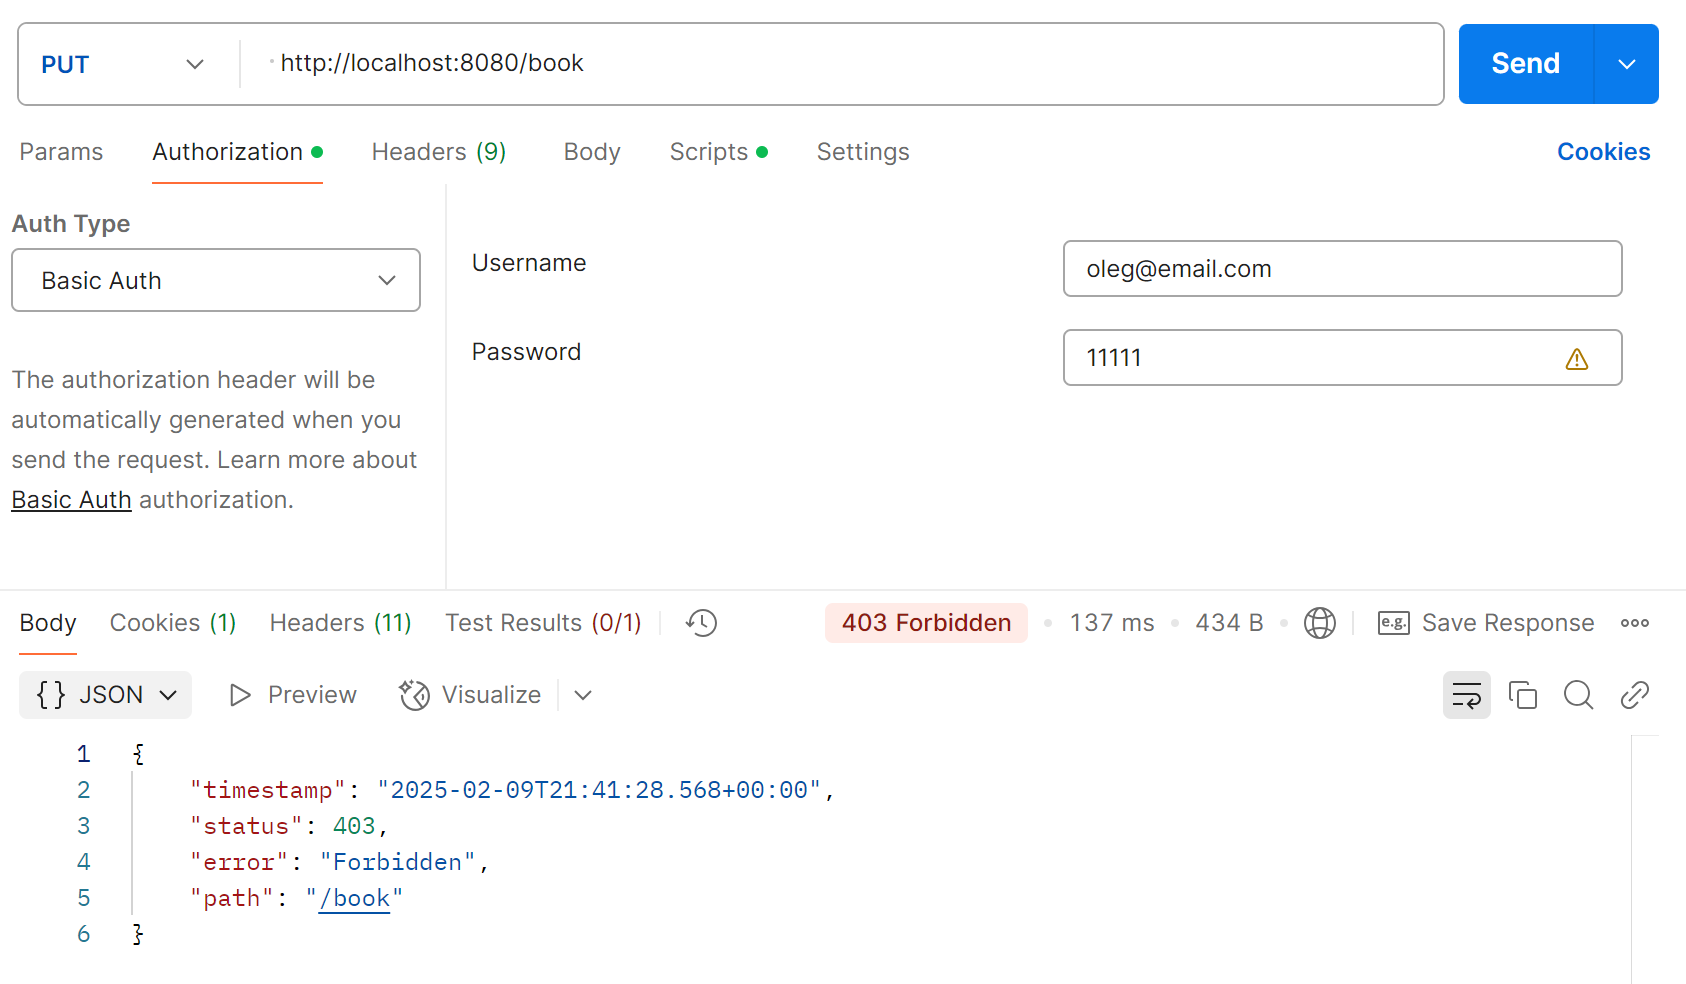 PUT http://localhost:8080/book Send
Params Authorization Headers (9) Body Scripts Settings Cookies
Auth Type
Basic Auth
The authorization header will be
automatically generated when you
send the request. Learn more about
Basic Auth authorization.
Username oleg@email.com
Password 11111
Body Cookies (1) Headers (11) Test Results (0/1) 403 Forbidden 137 ms 434 B e.g. Save Response
{} JSON Preview Visualize
1 {
2 "timestamp": "2025-02-09T21:41:28.568+00:00",
3 "status": 403,
4 "error": "Forbidden",
5 "path": "/book"
6 }